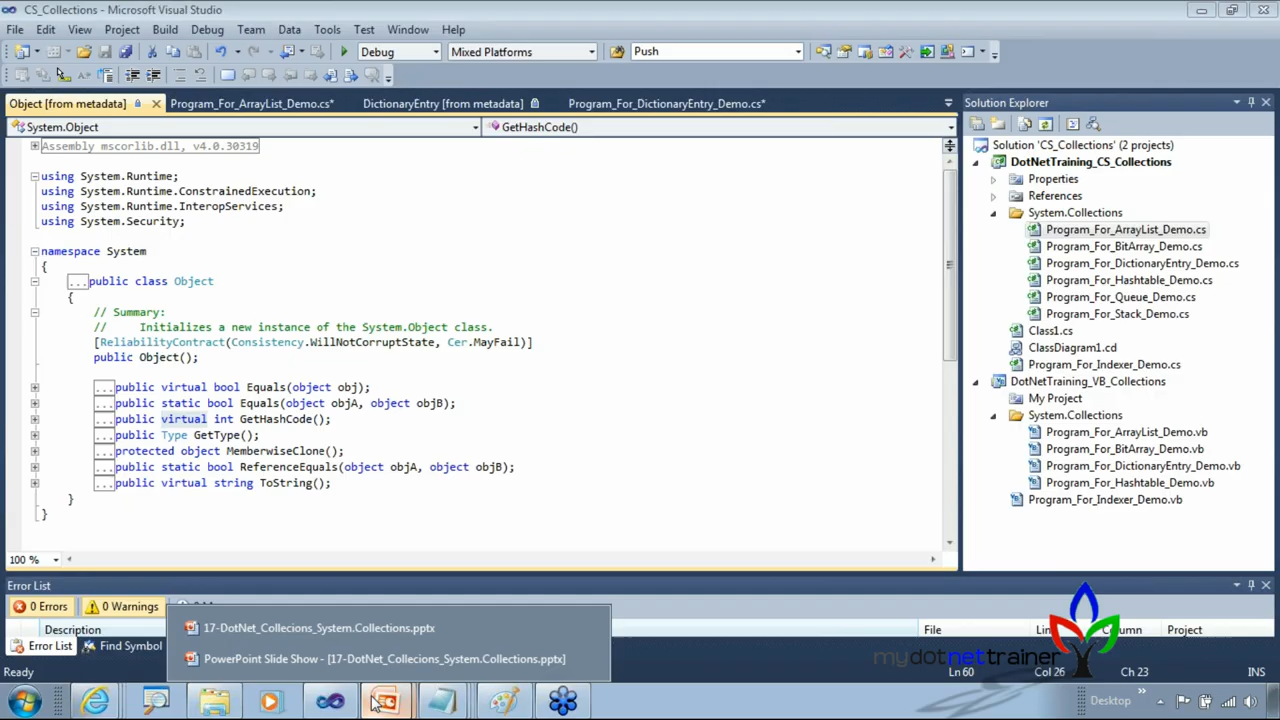 CS_Collections - Microsoft Visual Studio
File Edit View Project Build Debug Team Data Tools Test Window Help
Debug Mixed Platforms Push
Object [from metadata] Program_For_ArrayList_Demo.cs* DictionaryEntry [from metadata] Program_For_DictionaryEntry_Demo.cs*
System.Object GetHashCode()
Assembly mscorlib.dll, v4.0.30319
using System.Runtime;
using System.Runtime.ConstrainedExecution;
using System.Runtime.InteropServices;
using System.Security;
namespace System
{
...public class Object
{
// Summary:
//     Initializes a new instance of the System.Object class.
[ReliabilityContract(Consistency.WillNotCorruptState, Cer.MayFail)]
public Object();
...public virtual bool Equals(object obj);
...public static bool Equals(object objA, object objB);
...public virtual int GetHashCode();
...public Type GetType();
...protected object MemberwiseClone();
...public static bool ReferenceEquals(object objA, object objB);
...public virtual string ToString();
}
}
100 %
Solution Explorer
Solution 'CS_Collections' (2 projects)
DotNetTraining_CS_Collections
Properties
References
System.Collections
Program_For_ArrayList_Demo.cs
Program_For_BitArray_Demo.cs
Program_For_DictionaryEntry_Demo.cs
Program_For_Hashtable_Demo.cs
Program_For_Queue_Demo.cs
Program_For_Stack_Demo.cs
Class1.cs
ClassDiagram1.cd
Program_For_Indexer_Demo.cs
DotNetTraining_VB_Collections
My Project
System.Collections
Program_For_ArrayList_Demo.vb
Program_For_BitArray_Demo.vb
Program_For_DictionaryEntry_Demo.vb
Program_For_Hashtable_Demo.vb
Program_For_Indexer_Demo.vb
Error List
0 Errors 0 Warnings
Description File Column Project
Error List Find Symbol
17-DotNet_Collecions_System.Collections.pptx
PowerPoint Slide Show - [17-DotNet_Collecions_System.Collections.pptx]
mydotnettrainer
Ready Ln 60 Col 26 Ch 23 INS
Desktop